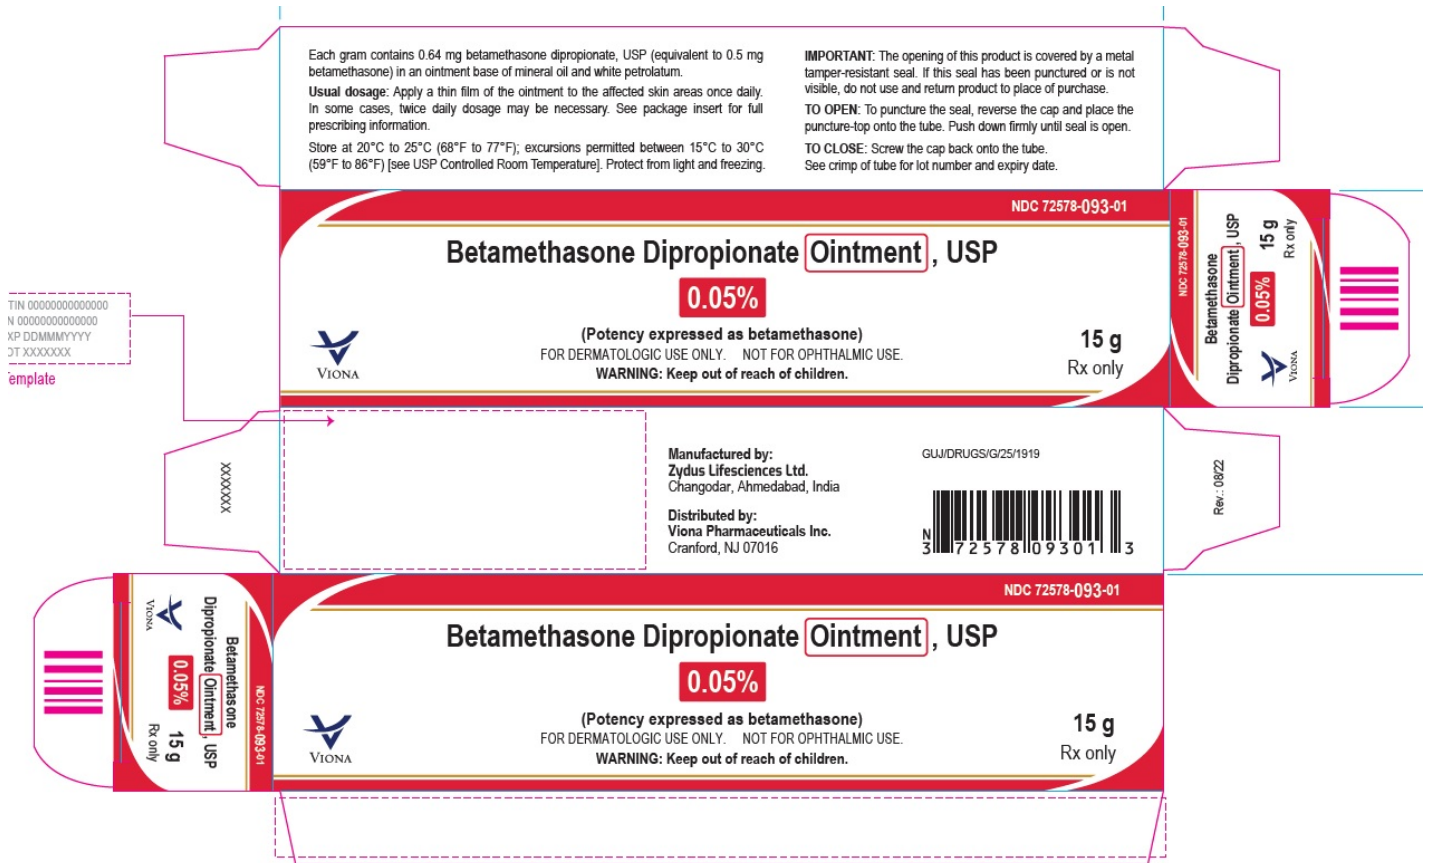 Each gram contains 0.64 mg betamethasone dipropionate, USP (equivalent to 0.5 mg
betamethasone) in an ointment base of mineral oil and white petrolatum.
Usual dosage: Apply a thin film of the ointment to the affected skin areas once daily.
In some cases, twice daily dosage may be necessary. See package insert for full
prescribing information.
Store at 20°C to 25°C (68°F to 77°F); excursions permitted between 15°C to 30°C
(59°F to 86°F) [see USP Controlled Room Temperature]. Protect from light and freezing.
IMPORTANT: The opening of this product is covered by a metal
tamper-resistant seal. If this seal has been punctured or is not
visible, do not use and return product to place of purchase.
TO OPEN: To puncture the seal, reverse the cap and place the
puncture-top onto the tube. Push down firmly until seal is open.
TO CLOSE: Screw the cap back onto the tube.
See crimp of tube for lot number and expiry date.
NDC 72578-093-01
Betamethasone Dipropionate Ointment, USP
0.05%
(Potency expressed as betamethasone)
FOR DERMATOLOGIC USE ONLY. NOT FOR OPHTHALMIC USE.
WARNING: Keep out of reach of children.
VIONA
15 g
Rx only
NDC 72578-093-01
Betamethasone
Dipropionate Ointment, USP
0.05%
15 g
Rx only
VIONA
TIN 00000000000000
N 00000000000000
XP DDMMMYYYY
OT XXXXXXX
emplate
XXXXXXX
Manufactured by:
Zydus Lifesciences Ltd.
Changodar, Ahmedabad, India
Distributed by:
Viona Pharmaceuticals Inc.
Cranford, NJ 07016
GUJ/DRUGS/G/25/1919
N
3 72578 09301 3
Rev.: 08/22
NDC 72578-093-01
Betamethasone Dipropionate Ointment, USP
0.05%
(Potency expressed as betamethasone)
FOR DERMATOLOGIC USE ONLY. NOT FOR OPHTHALMIC USE.
WARNING: Keep out of reach of children.
VIONA
15 g
Rx only
NDC 72578-093-01
Betamethasone
Dipropionate Ointment, USP
0.05%
15 g
Rx only
VIONA